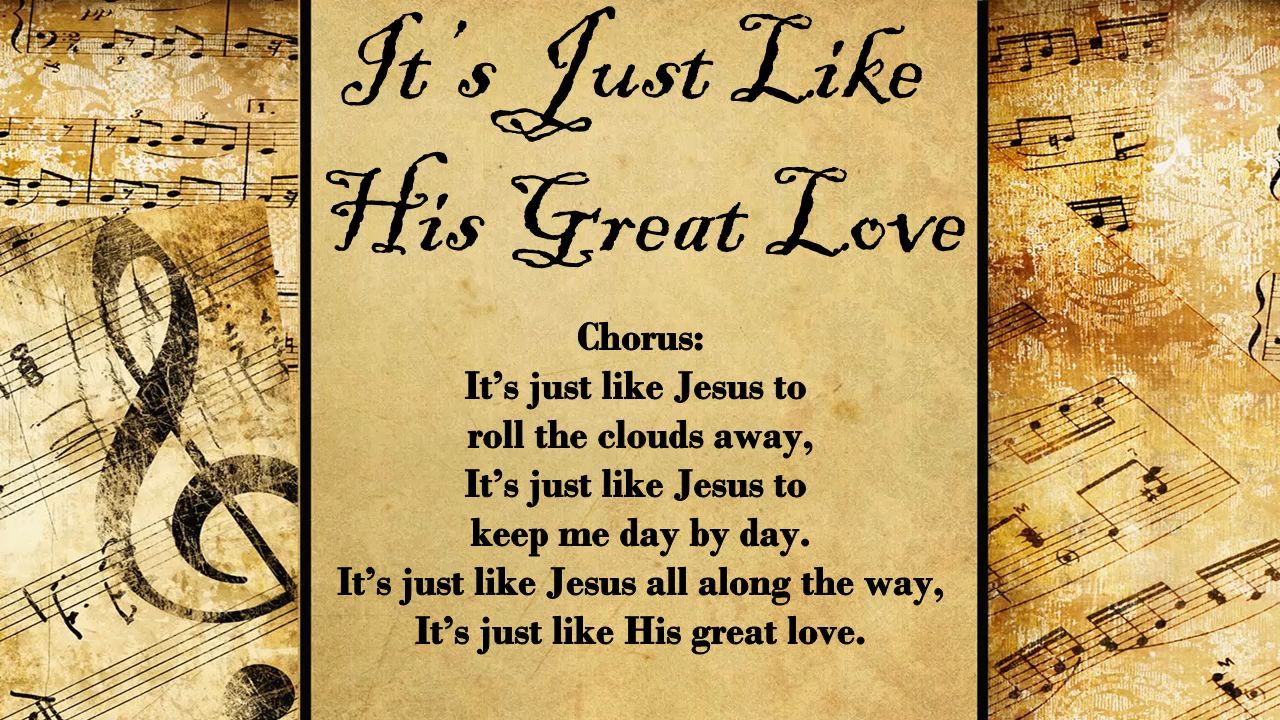 It's Just Like
His Great Love
Chorus:
It’s just like Jesus to
roll the clouds away,
It’s just like Jesus to
keep me day by day.
It’s just like Jesus all along the way,
It’s just like His great love.